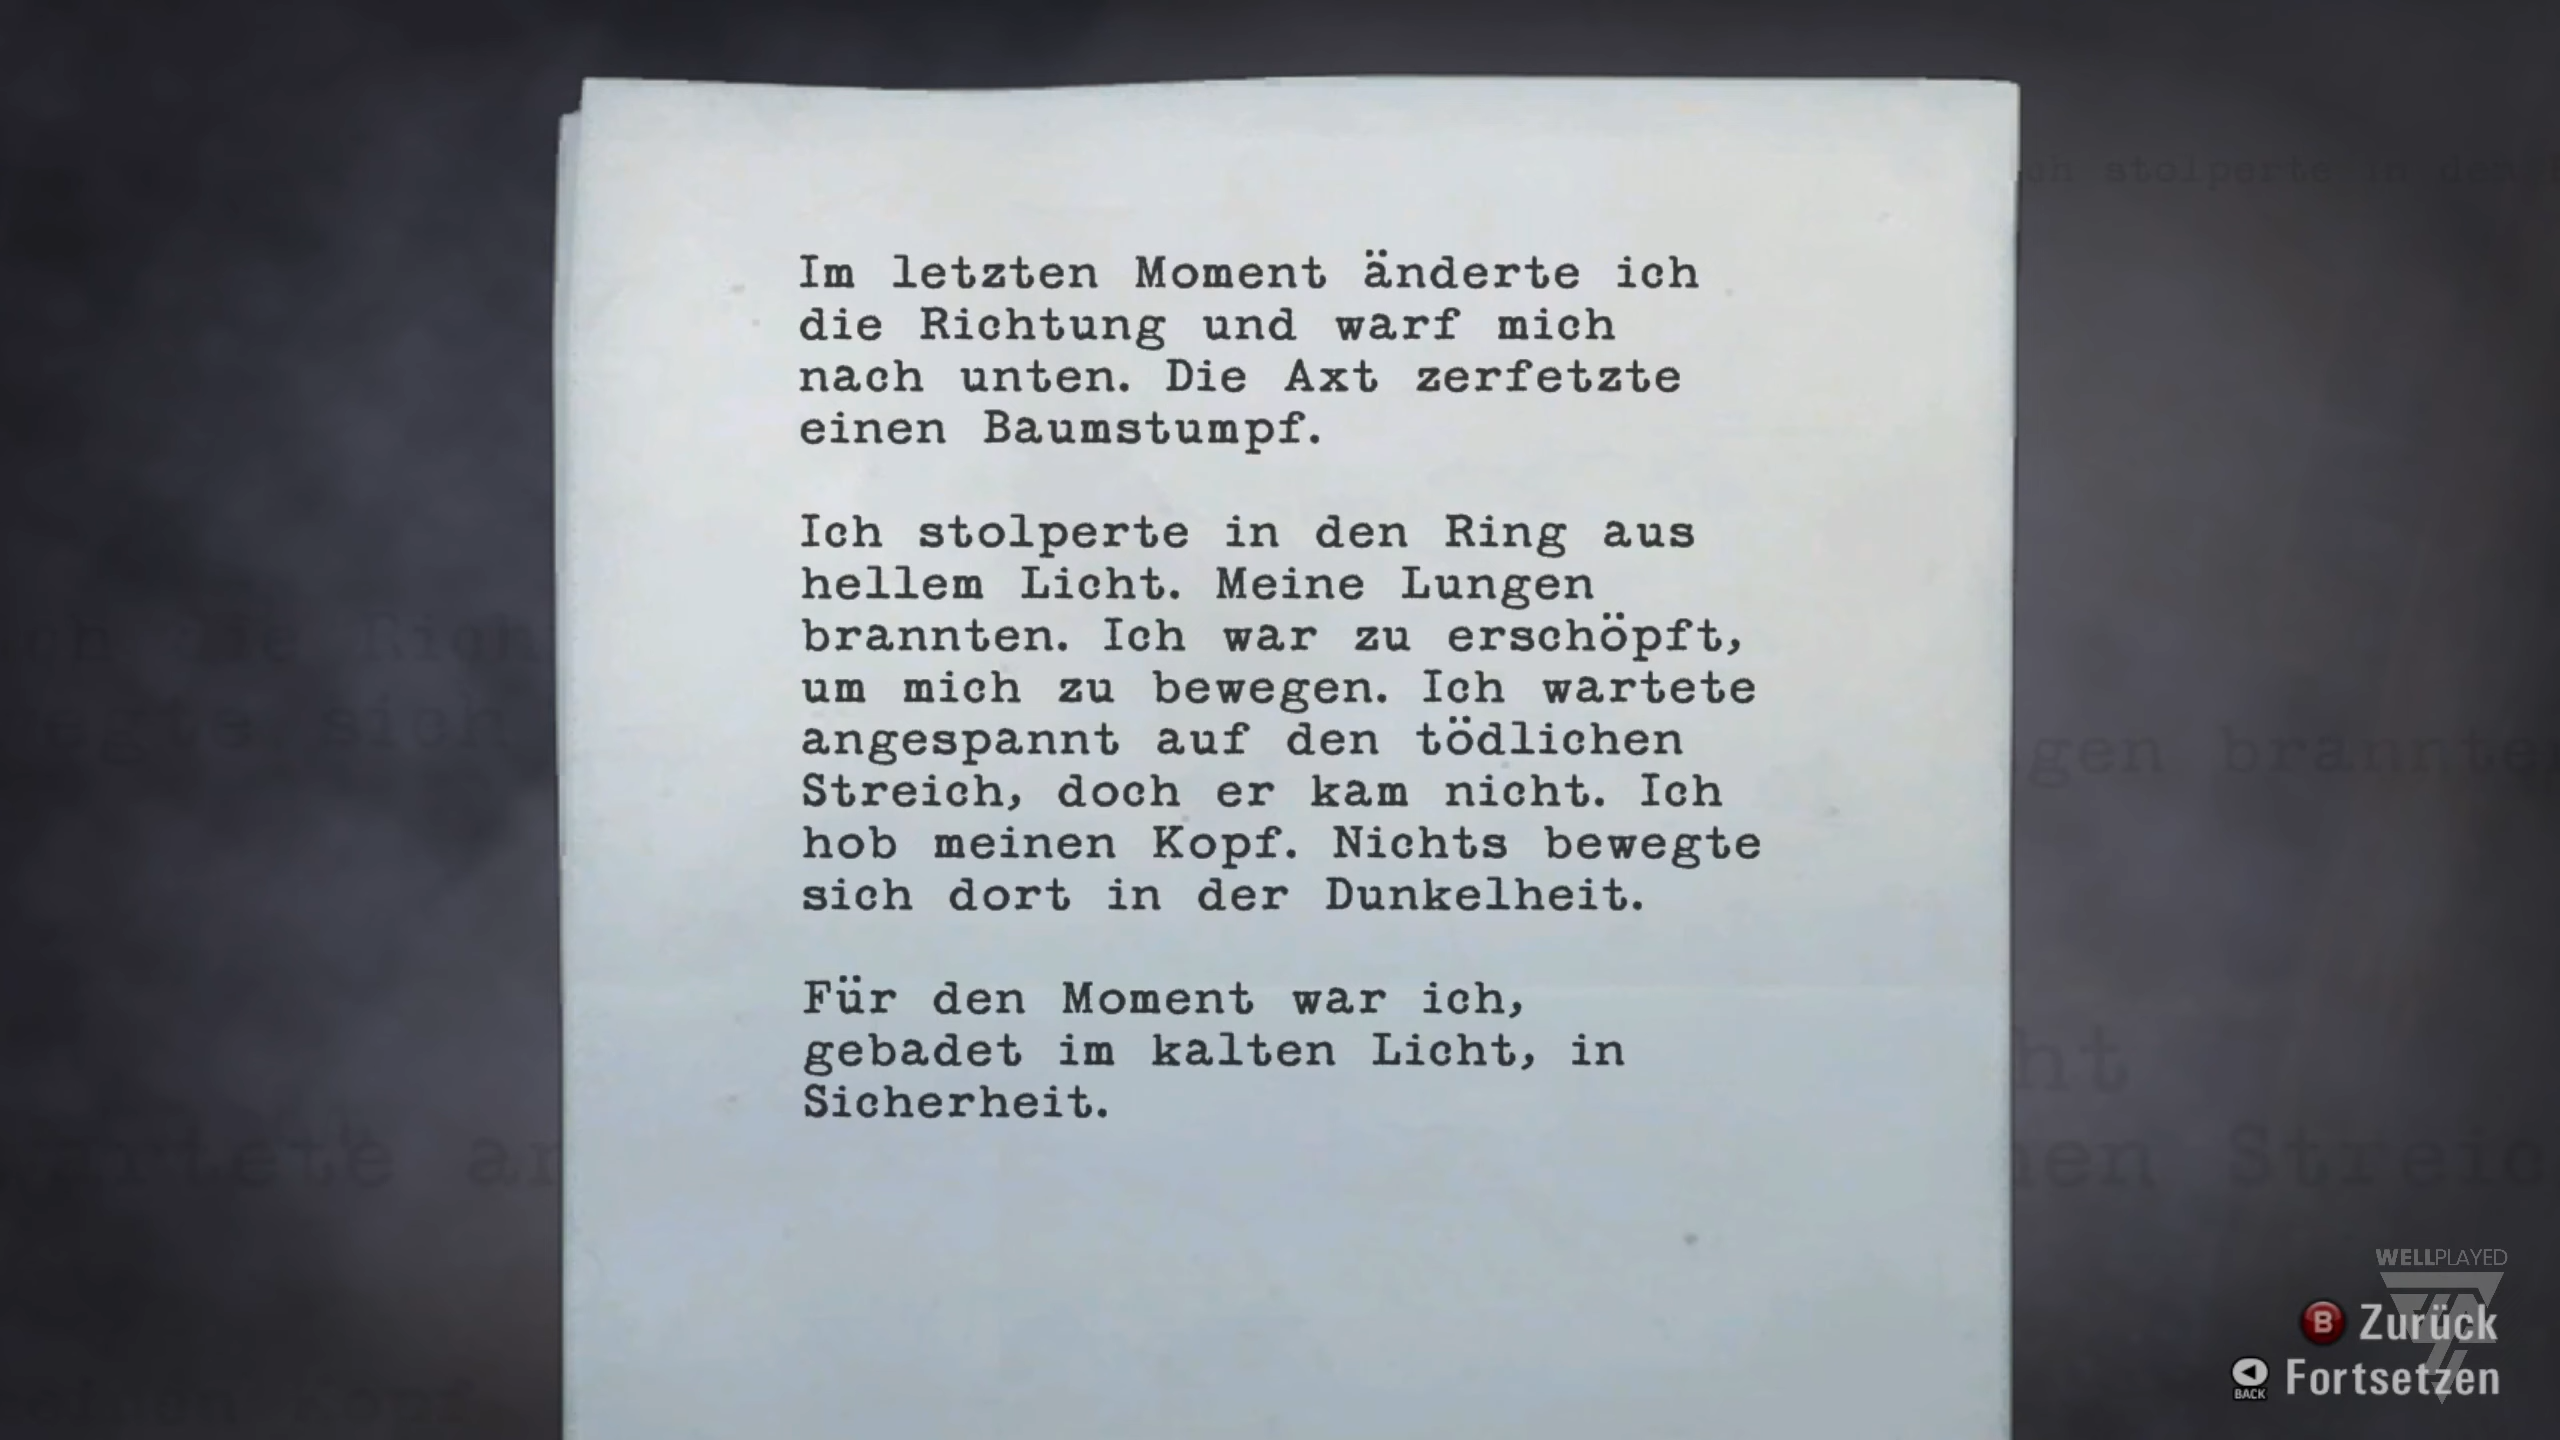 Im letzten Moment änderte ich
die Richtung und warf mich
nach unten. Die Axt zerfetzte
einen Baumstumpf.
Ich stolperte in den Ring aus
hellem Licht. Meine Lungen
brannten. Ich war zu erschöpft,
um mich zu bewegen. Ich wartete
angespannt auf den tödlichen
Streich, doch er kam nicht. Ich
hob meinen Kopf. Nichts bewegte
sich dort in der Dunkelheit.
Für den Moment war ich,
gebadet im kalten Licht, in
Sicherheit.
WELLPLAYED
B Zurück
BACK Fortsetzen